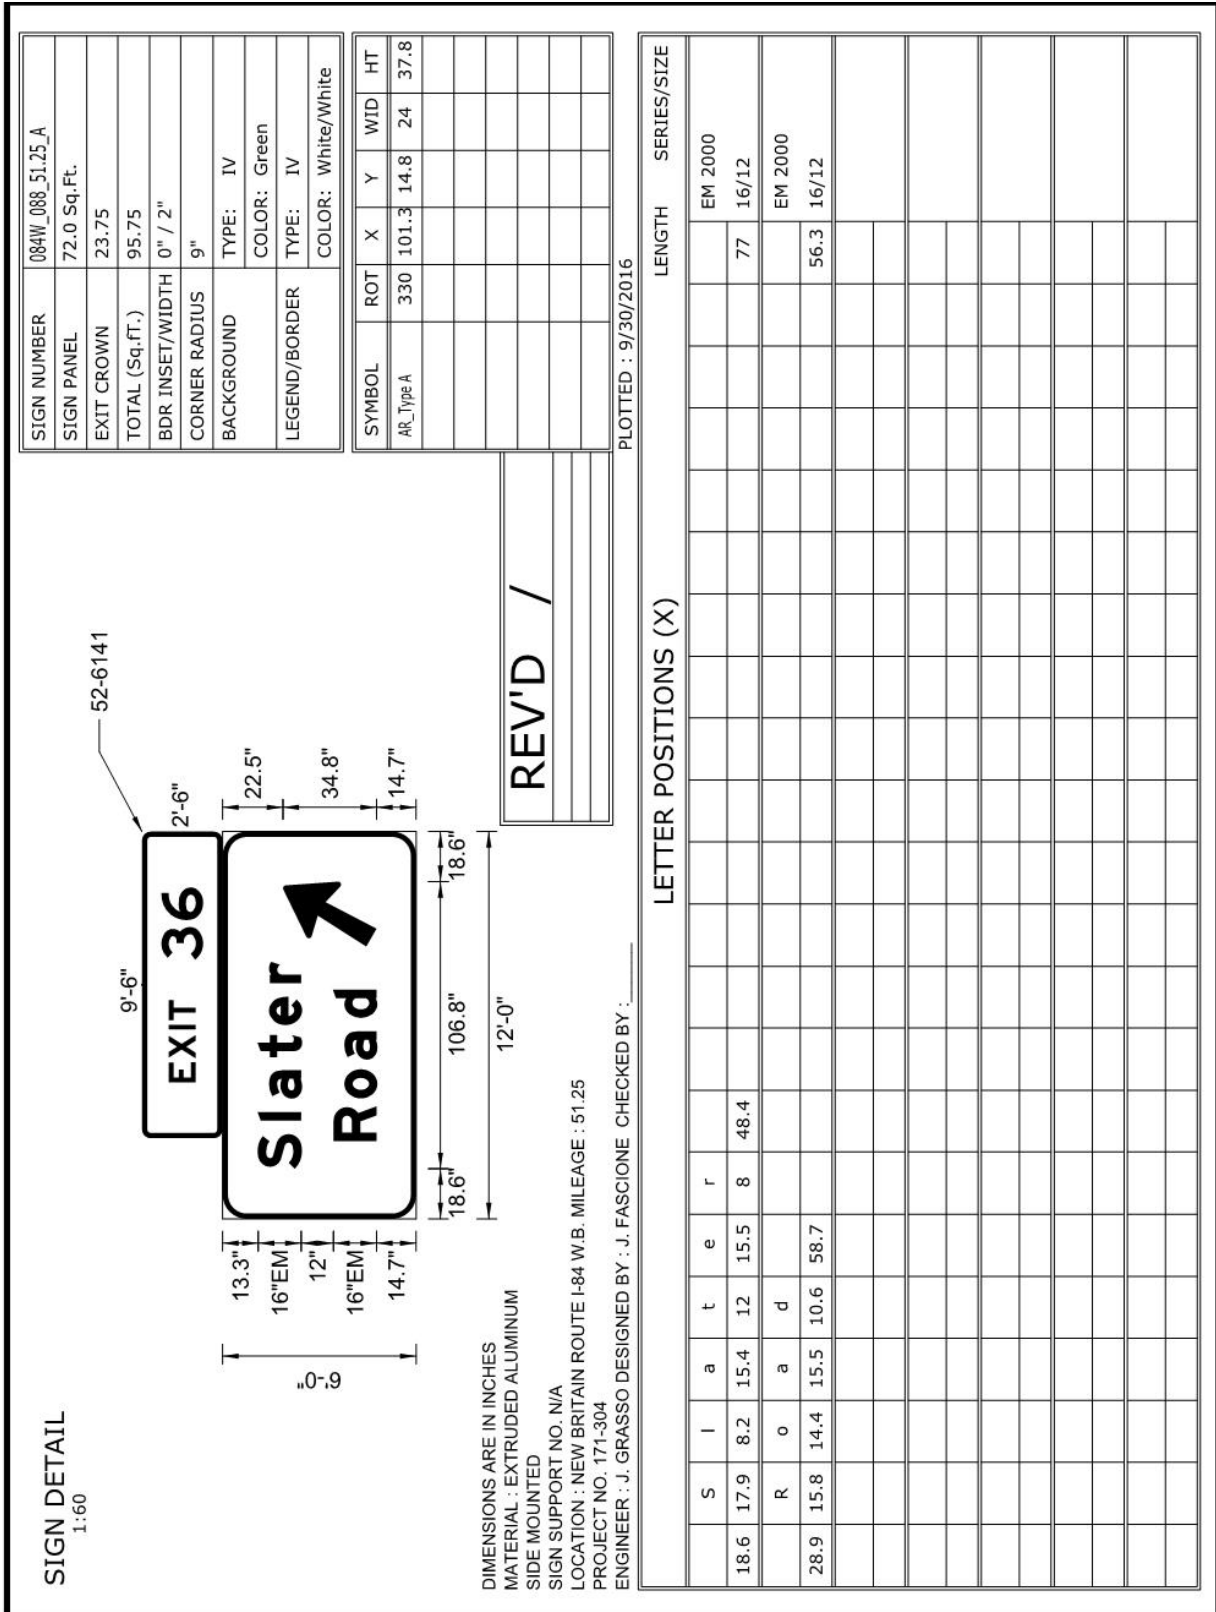 SIGN DETAIL
1:60
52-6141
9'-6"
2'-6"
EXIT 36
Slater
Road
13.3"
16"EM
12"
16"EM
14.7"
6'-0"
22.5"
34.8"
14.7"
18.6" 106.8" 18.6"
12'-0"
SIGN NUMBER 084W_088_51.25_A
SIGN PANEL 72.0 Sq.Ft.
EXIT CROWN 23.75
TOTAL (Sq.fT.) 95.75
BDR INSET/WIDTH 0" / 2"
CORNER RADIUS 9"
BACKGROUND TYPE: IV
COLOR: Green
LEGEND/BORDER TYPE: IV
COLOR: White/White
SYMBOL ROT X Y WID HT
AR_Type A 330 101.3 14.8 24 37.8
REV'D /
DIMENSIONS ARE IN INCHES
MATERIAL : EXTRUDED ALUMINUM
SIDE MOUNTED
SIGN SUPPORT NO. N/A
LOCATION : NEW BRITAIN ROUTE I-84 W.B. MILEAGE : 51.25
PROJECT NO. 171-304
ENGINEER : J. GRASSO DESIGNED BY : J. FASCIONE CHECKED BY :
PLOTTED : 9/30/2016
LETTER POSITIONS (X) LENGTH SERIES/SIZE
S l a t e r EM 2000
18.6 17.9 8.2 15.4 12 15.5 8 48.4 77 16/12
R o a d EM 2000
28.9 15.8 14.4 15.5 10.6 58.7 56.3 16/12